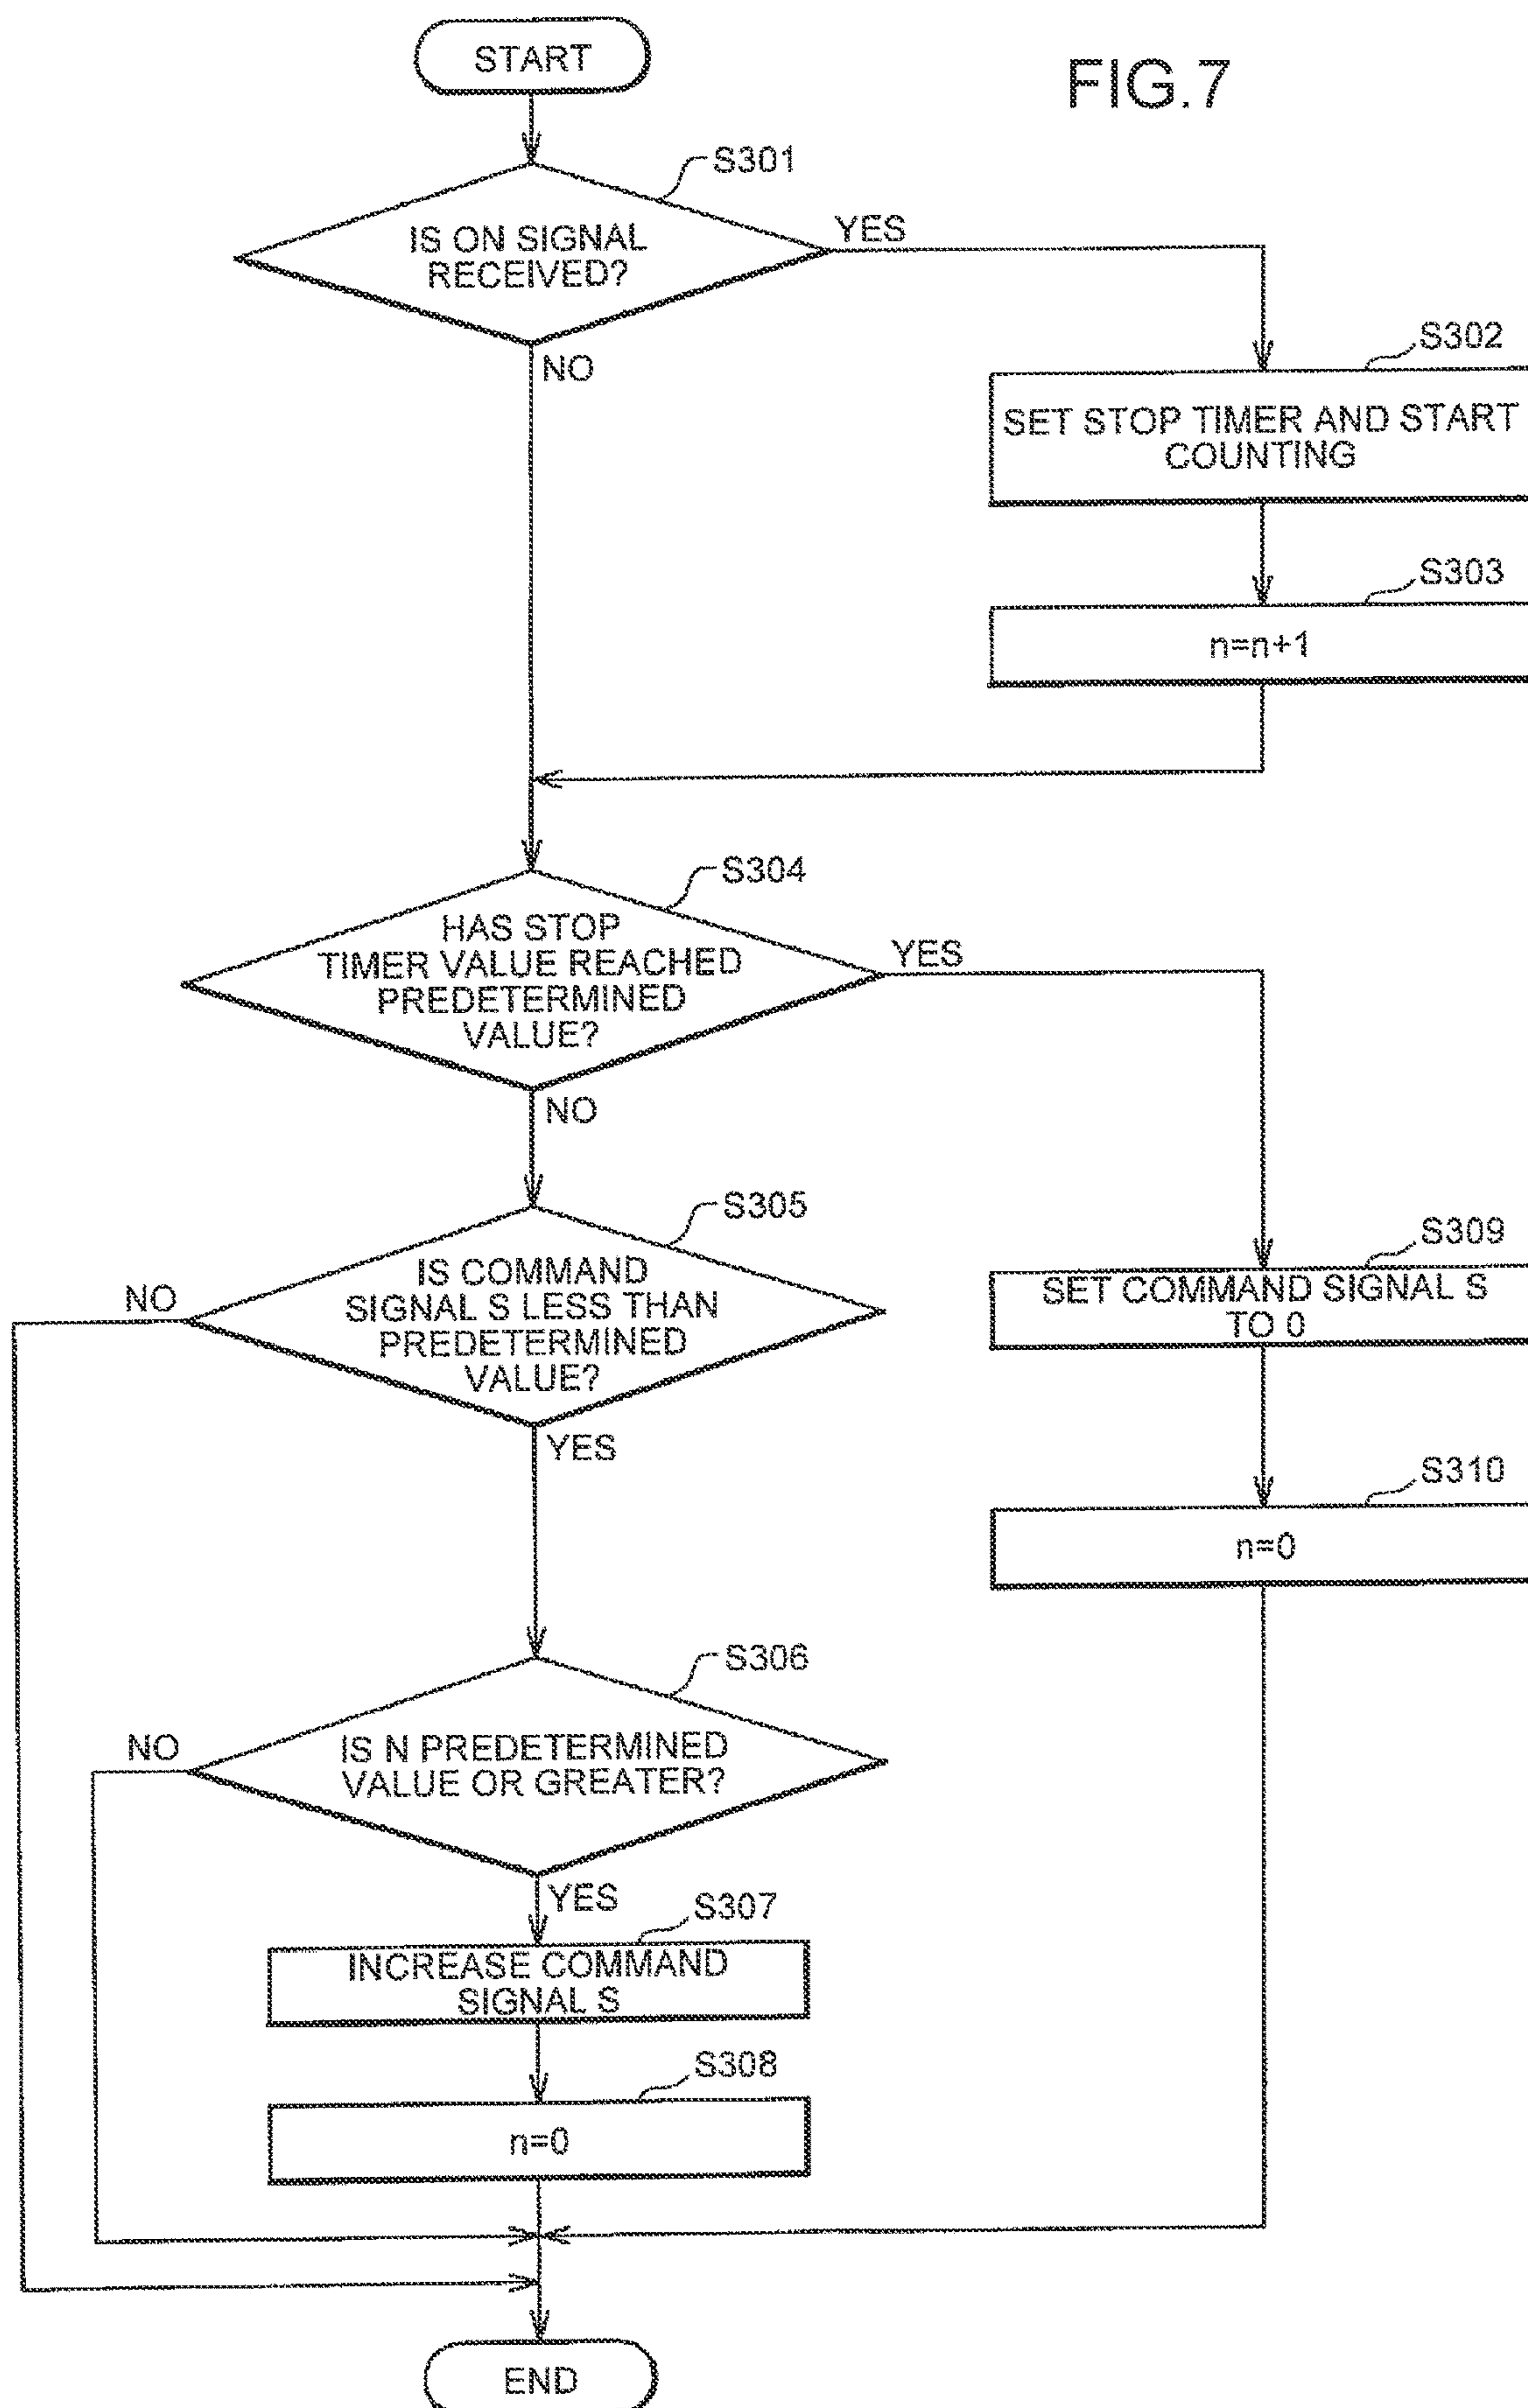 START
FIG.7
S301
IS ON SIGNAL
RECEIVED?
YES
NO
S302
SET STOP TIMER AND START
COUNTING
S303
n=n+1
S304
HAS STOP
TIMER VALUE REACHED
PREDETERMINED
VALUE?
YES
NO
S305
IS COMMAND
SIGNAL S LESS THAN
PREDETERMINED
VALUE?
NO
YES
S309
SET COMMAND SIGNAL S
TO 0
S310
n=0
S306
IS N PREDETERMINED
VALUE OR GREATER?
NO
YES
S307
INCREASE COMMAND
SIGNAL S
S308
n=0
END